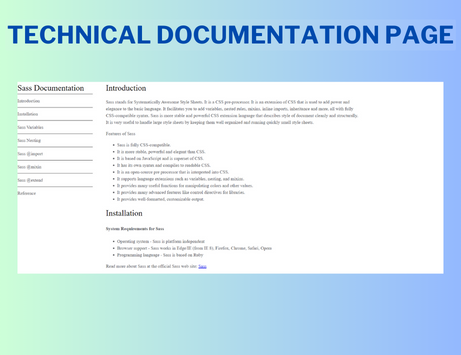 TECHNICAL DOCUMENTATION PAGE
Sass Documentation
Introduction
Installation
Sass Variables
Sass Nesting
Sass @import
Sass @mixin
Sass @extend
Reference
Introduction
Sass stands for Systematically Awesome Style Sheets. It is a CSS pre-processor. It is an extension of CSS that is used to add power and
elegance to the basic language. It facilitates you to add variables, nested rules, mixins, inline imports, inheritance and more, all with fully
CSS-compatible syntax. Sass is more stable and powerful CSS extension language that describes style of document cleanly and structurally.
It is very useful to handle large style sheets by keeping them well organized and running quickly small style sheets.
Features of Sass
• Sass is fully CSS-compatible.
• It is more stable, powerful and elegant than CSS.
• It is based on JavaScript and is superset of CSS.
• It has its own syntax and compiles to readable CSS.
• It is an open-source pre-processor that is interpreted into CSS.
• It supports language extensions such as variables, nesting, and mixins.
• It provides many useful functions for manipulating colors and other values.
• It provides many advanced features like control directives for libraries.
• It provides well-formatted, customizable output.
Installation
System Requirements for Sass
• Operating system - Sass is platform independent
• Browser support - Sass works in Edge/IE (from IE 8), Firefox, Chrome, Safari, Opera
• Programming language - Sass is based on Ruby
Read more about Sass at the official Sass web site: Sass